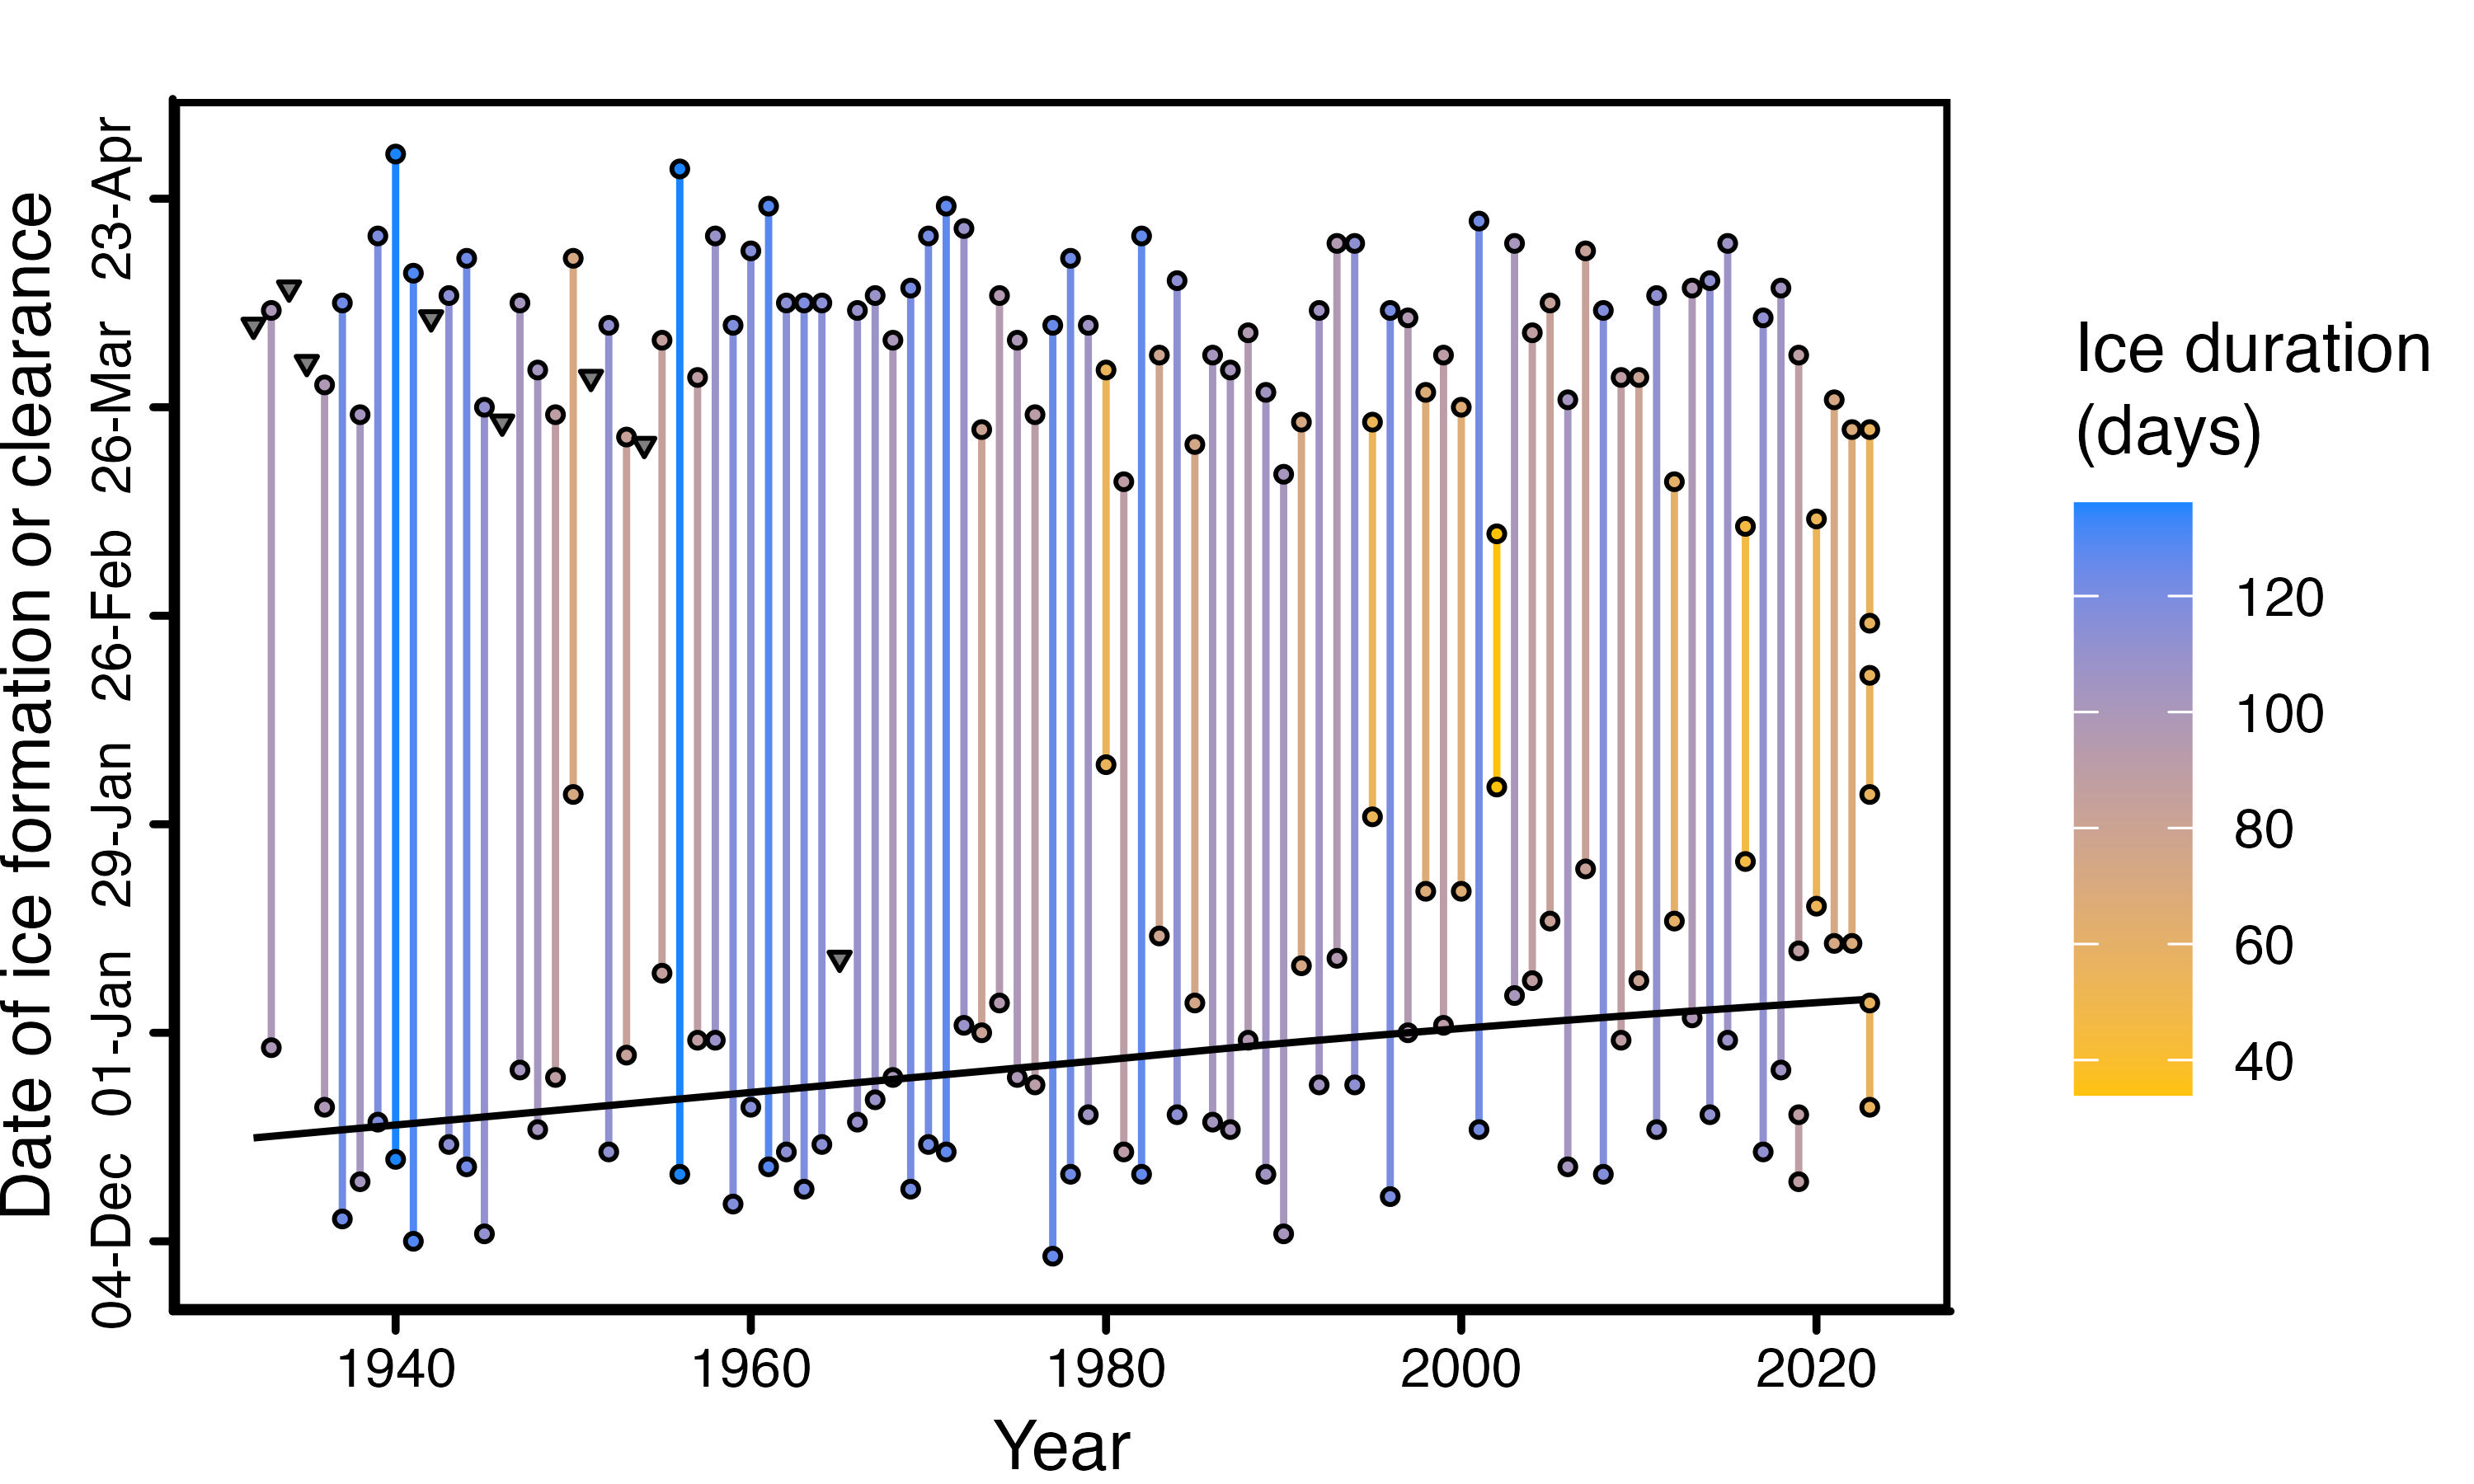 Date of ice formation or clearance
23-Apr
26-Mar
26-Feb
29-Jan
01-Jan
04-Dec
1940
1960
1980
2000
2020
Year
Ice duration
(days)
120
100
80
60
40